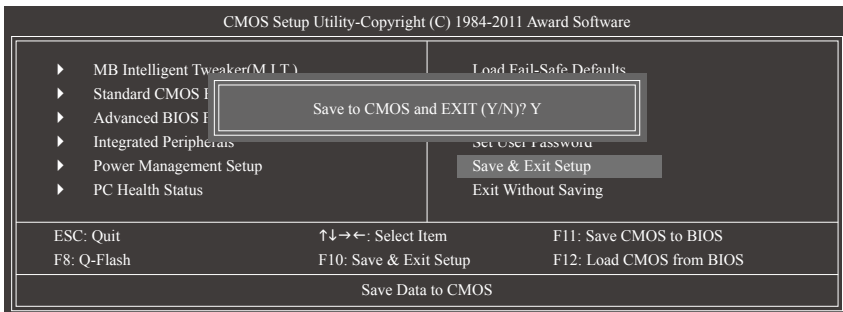 CMOS Setup Utility-Copyright (C) 1984-2011 Award Software
MB Intelligent Tweaker(M.I.T.)
Standard CMOS
Advanced BIOS
Integrated Peripherals
Power Management Setup
PC Health Status
Load Fail-Safe Defaults
Set User Password
Save & Exit Setup
Exit Without Saving
Save to CMOS and EXIT (Y/N)? Y
ESC: Quit
↑↓→←: Select Item
F11: Save CMOS to BIOS
F8: Q-Flash
F10: Save & Exit Setup
F12: Load CMOS from BIOS
Save Data to CMOS